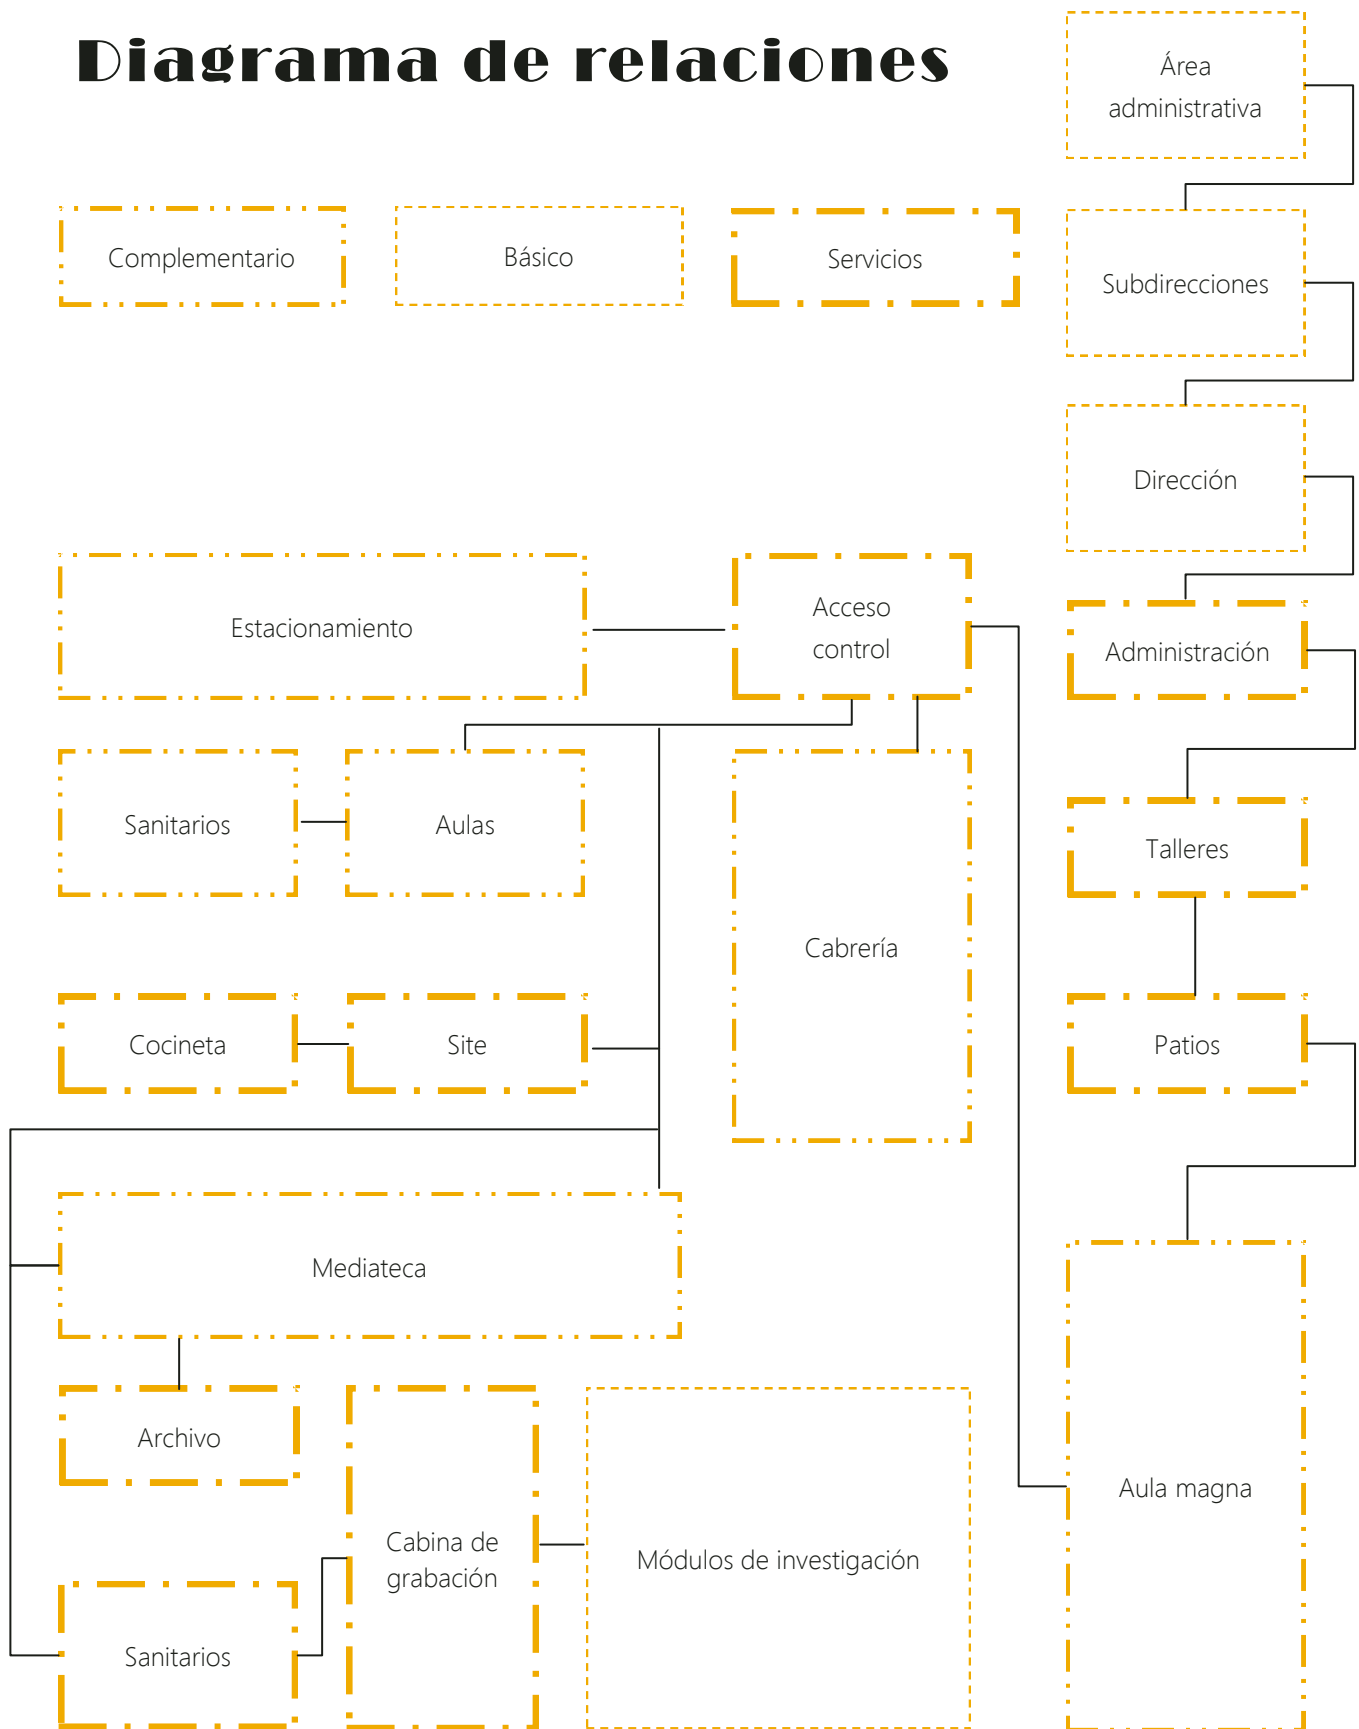 Diagrama de relaciones
Área
administrativa
Complementario
Básico
Servicios
Subdirecciones
Dirección
Estacionamiento
Acceso
control
Administración
Sanitarios
Aulas
Talleres
Cabrería
Cocineta
Site
Patios
Mediateca
Archivo
Aula magna
Cabina de
grabación
Módulos de investigación
Sanitarios